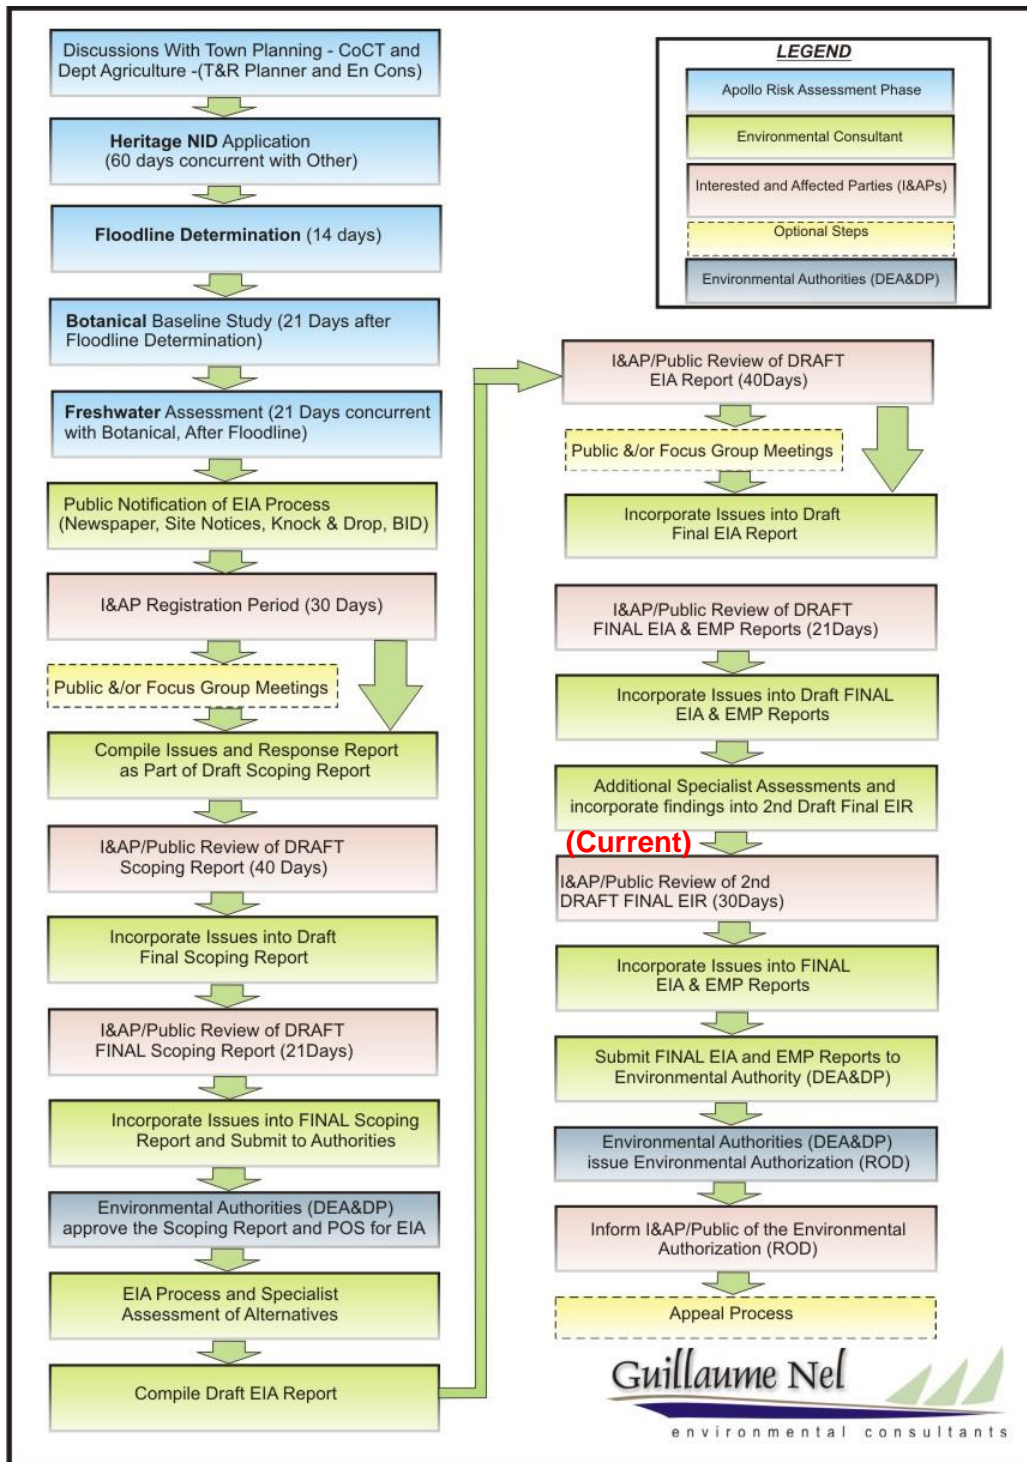 Discussions With Town Planning - CoCT and
Dept Agriculture -(T&R Planner and En Cons)
Heritage NID Application
(60 days concurrent with Other)
Floodline Determination (14 days)
Botanical Baseline Study (21 Days after
Floodline Determination)
Freshwater Assessment (21 Days concurrent
with Botanical, After Floodline)
Public Notification of EIA Process
(Newspaper, Site Notices, Knock & Drop, BID)
I&AP Registration Period (30 Days)
Public &/or Focus Group Meetings
Compile Issues and Response Report
as Part of Draft Scoping Report
I&AP/Public Review of DRAFT
Scoping Report (40 Days)
Incorporate Issues into Draft
Final Scoping Report
I&AP/Public Review of DRAFT
FINAL Scoping Report (21Days)
Incorporate Issues into FINAL Scoping
Report and Submit to Authorities
Environmental Authorities (DEA&DP)
approve the Scoping Report and POS for EIA
EIA Process and Specialist
Assessment of Alternatives
Compile Draft EIA Report
LEGEND
Apollo Risk Assessment Phase
Environmental Consultant
Interested and Affected Parties (I&APs)
Optional Steps
Environmental Authorities (DEA&DP)
I&AP/Public Review of DRAFT
EIA Report (40Days)
Public &/or Focus Group Meetings
Incorporate Issues into Draft
Final EIA Report
I&AP/Public Review of DRAFT
FINAL EIA & EMP Reports (21Days)
Incorporate Issues into Draft FINAL
EIA & EMP Reports
Additional Specialist Assessments and
incorporate findings into 2nd Draft Final EIR
(Current)
I&AP/Public Review of 2nd
DRAFT FINAL EIR (30Days)
Incorporate Issues into FINAL
EIA & EMP Reports
Submit FINAL EIA and EMP Reports to
Environmental Authority (DEA&DP)
Environmental Authorities (DEA&DP)
issue Environmental Authorization (ROD)
Inform I&AP/Public of the Environmental
Authorization (ROD)
Appeal Process
Guillaume Nel
environmental consultants